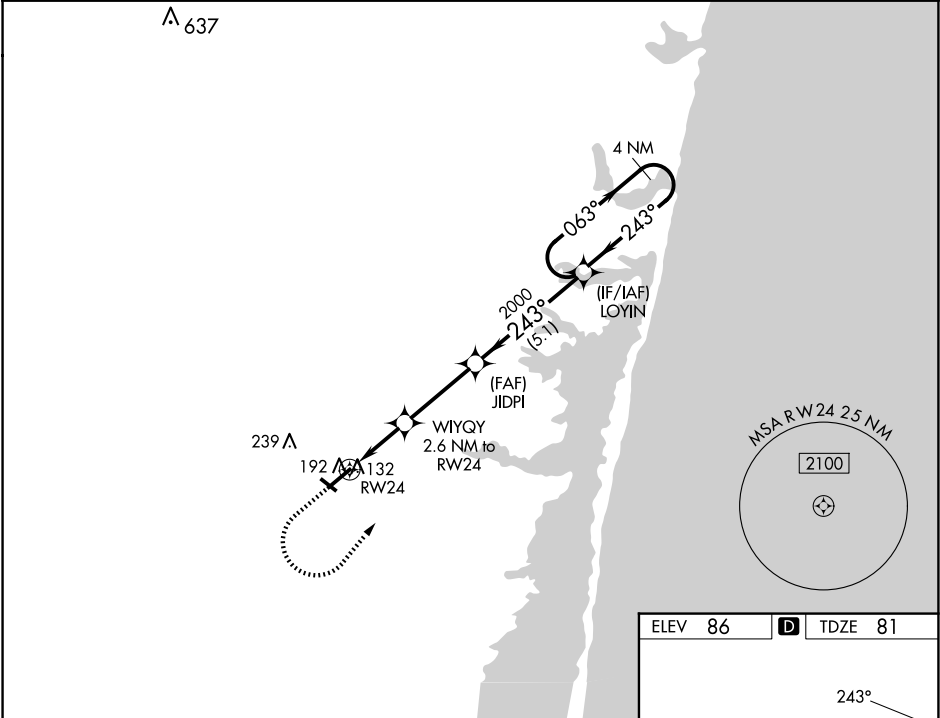 637
4 NM
063°
243°
(IF/IAF)
LOYIN
2000
243°
(5.1)
(FAF)
JIDPI
WIYQY
2.6 NM to
RW24
239
192
132
RW24
MSA RW24 25 NM
2100
ELEV 86 D TDZE 81
243°